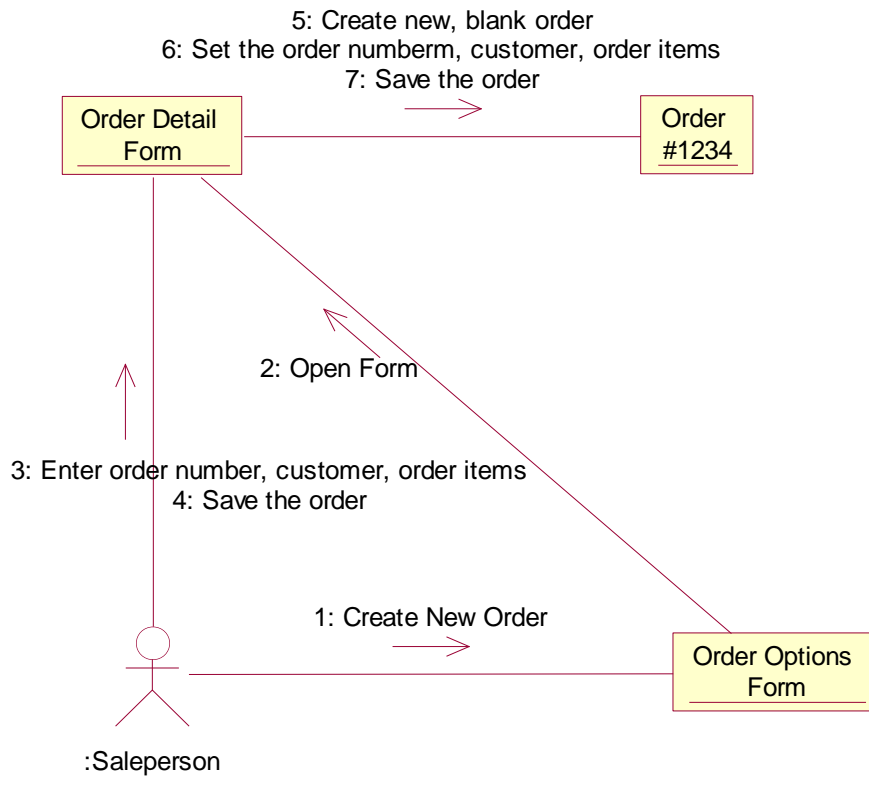 5: Create new, blank order
6: Set the order numberm, customer, order items
7: Save the order
Order Detail
Form
Order
#1234
2: Open Form
3: Enter order number, customer, order items
4: Save the order
1: Create New Order
Order Options
Form
:Saleperson